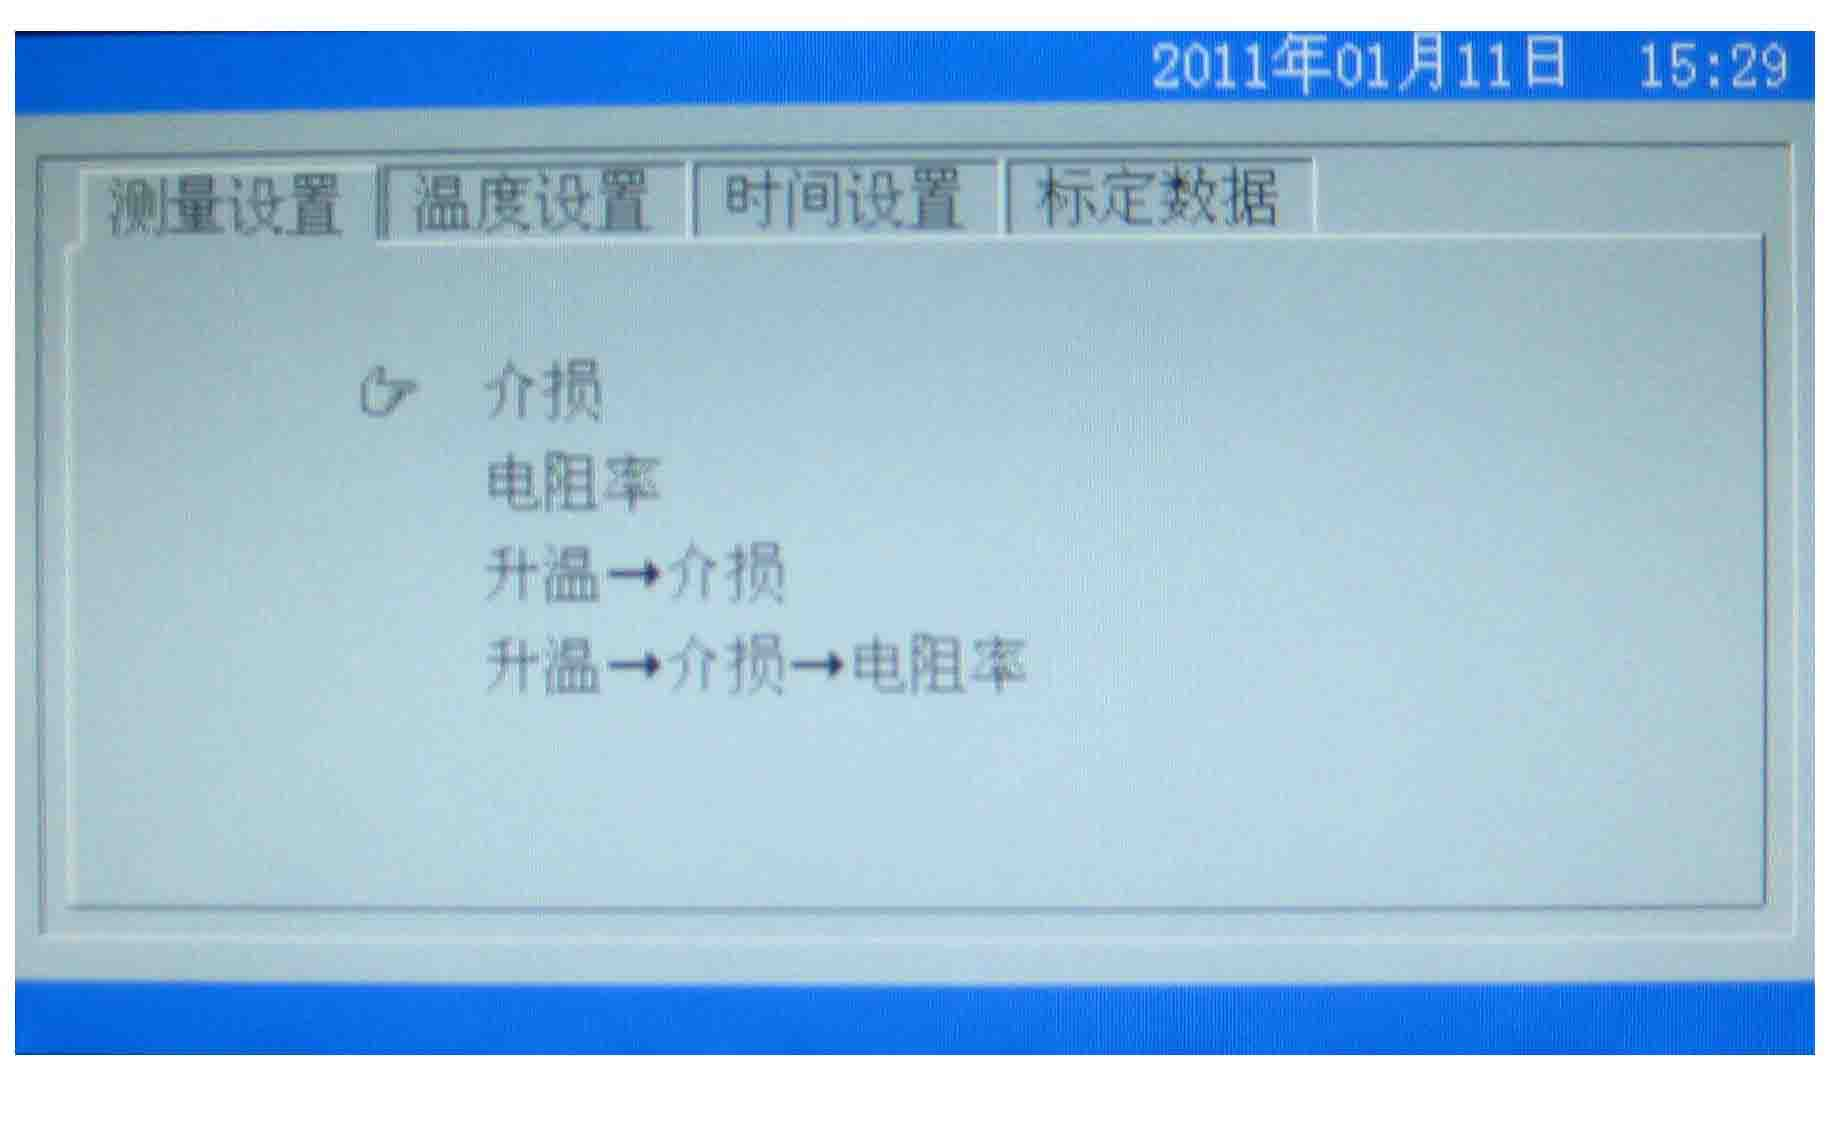 2011年01月11日 15:29
测量设置 温度设置 时间设置 标定数据
介损
电阻率
升温→介损
升温→介损→电阻率